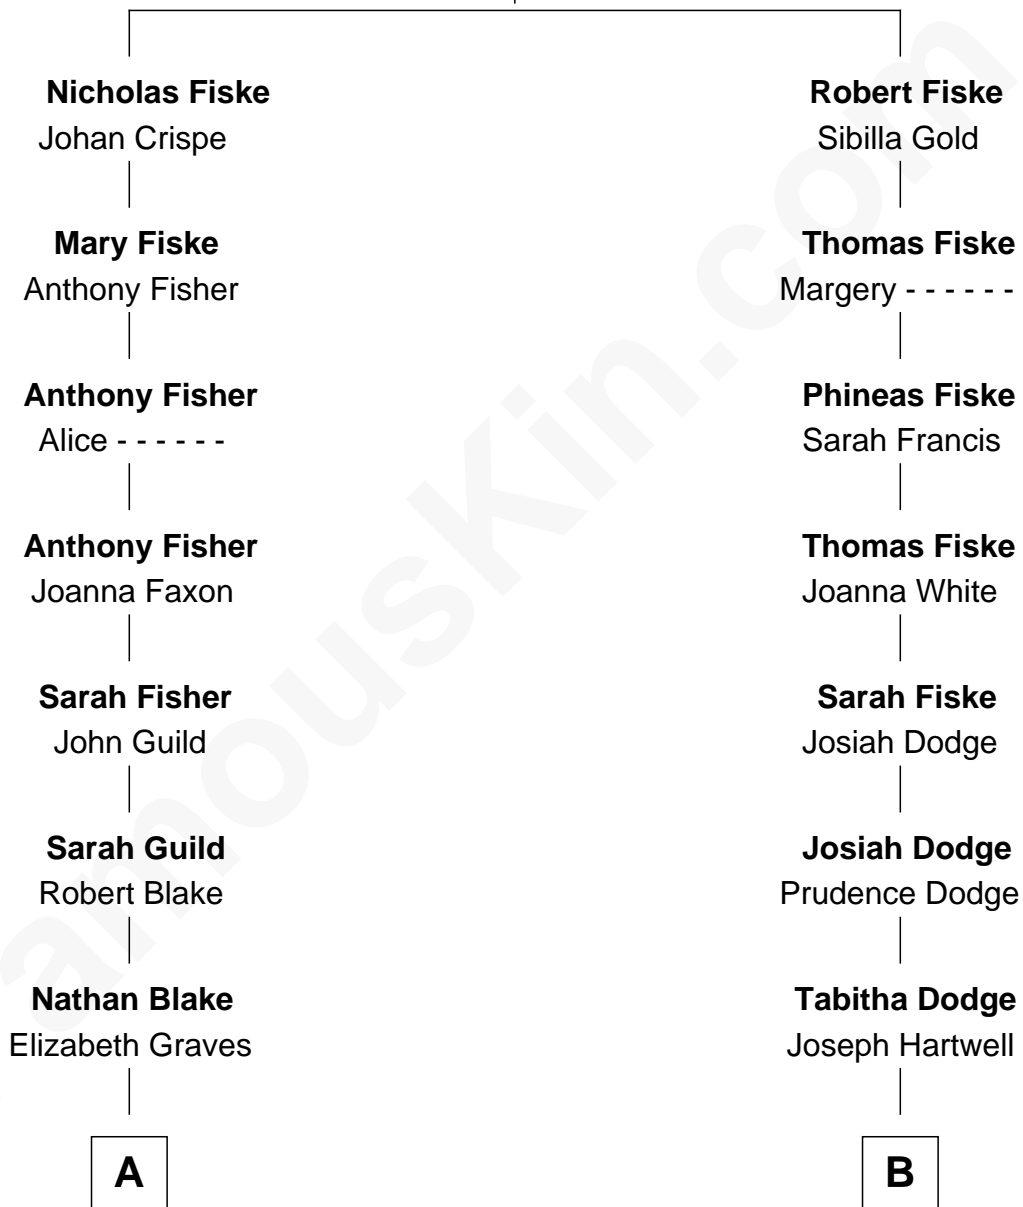 Nicholas Fiske
Johan Crispe
Robert Fiske
Sibilla Gold
Mary Fiske
Anthony Fisher
Thomas Fiske
Margery - - - - - -
Anthony Fisher
Alice - - - - - -
Phineas Fiske
Sarah Francis
Anthony Fisher
Joanna Faxon
Thomas Fiske
Joanna White
Sarah Fisher
John Guild
Sarah Fiske
Josiah Dodge
Sarah Guild
Robert Blake
Josiah Dodge
Prudence Dodge
Nathan Blake
Elizabeth Graves
Tabitha Dodge
Joseph Hartwell
A
B
amouskin.com